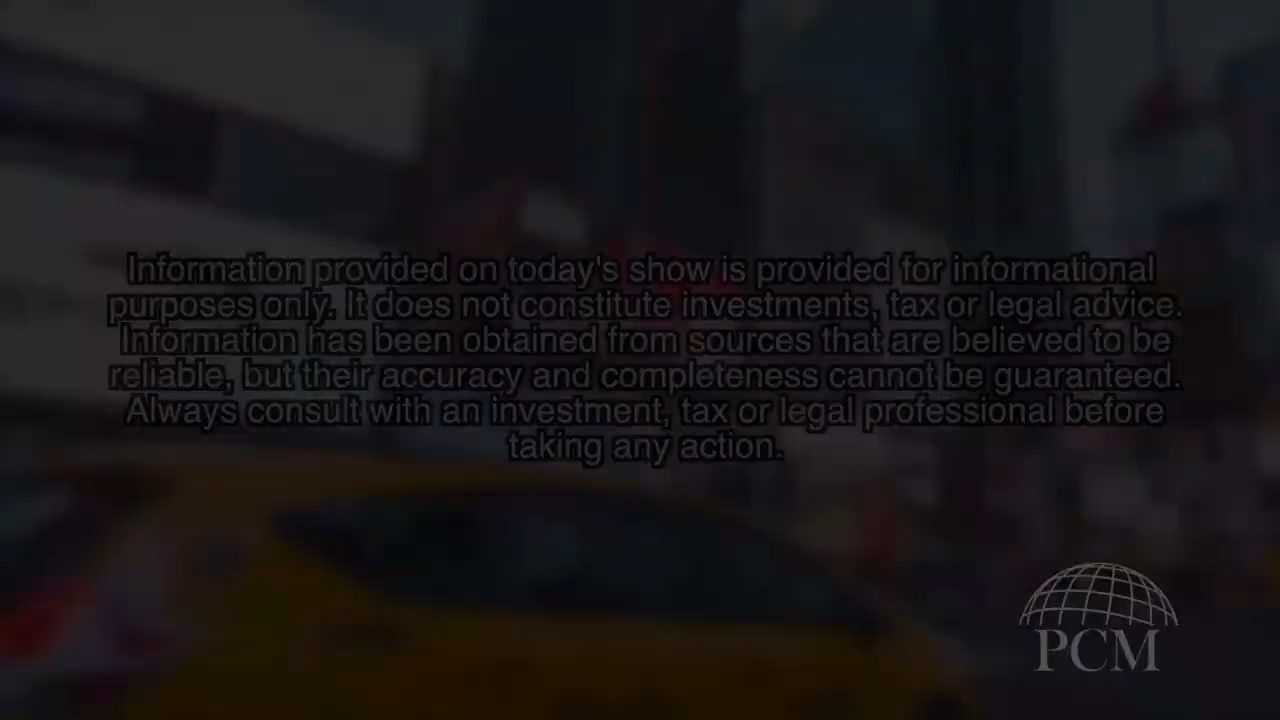 Information provided on today's show is provided for informational
purposes only. It does not constitute investments, tax or legal advice.
Information has been obtained from sources that are believed to be
reliable, but their accuracy and completeness cannot be guaranteed.
Always consult with an investment, tax or legal professional before
taking any action.
PCM